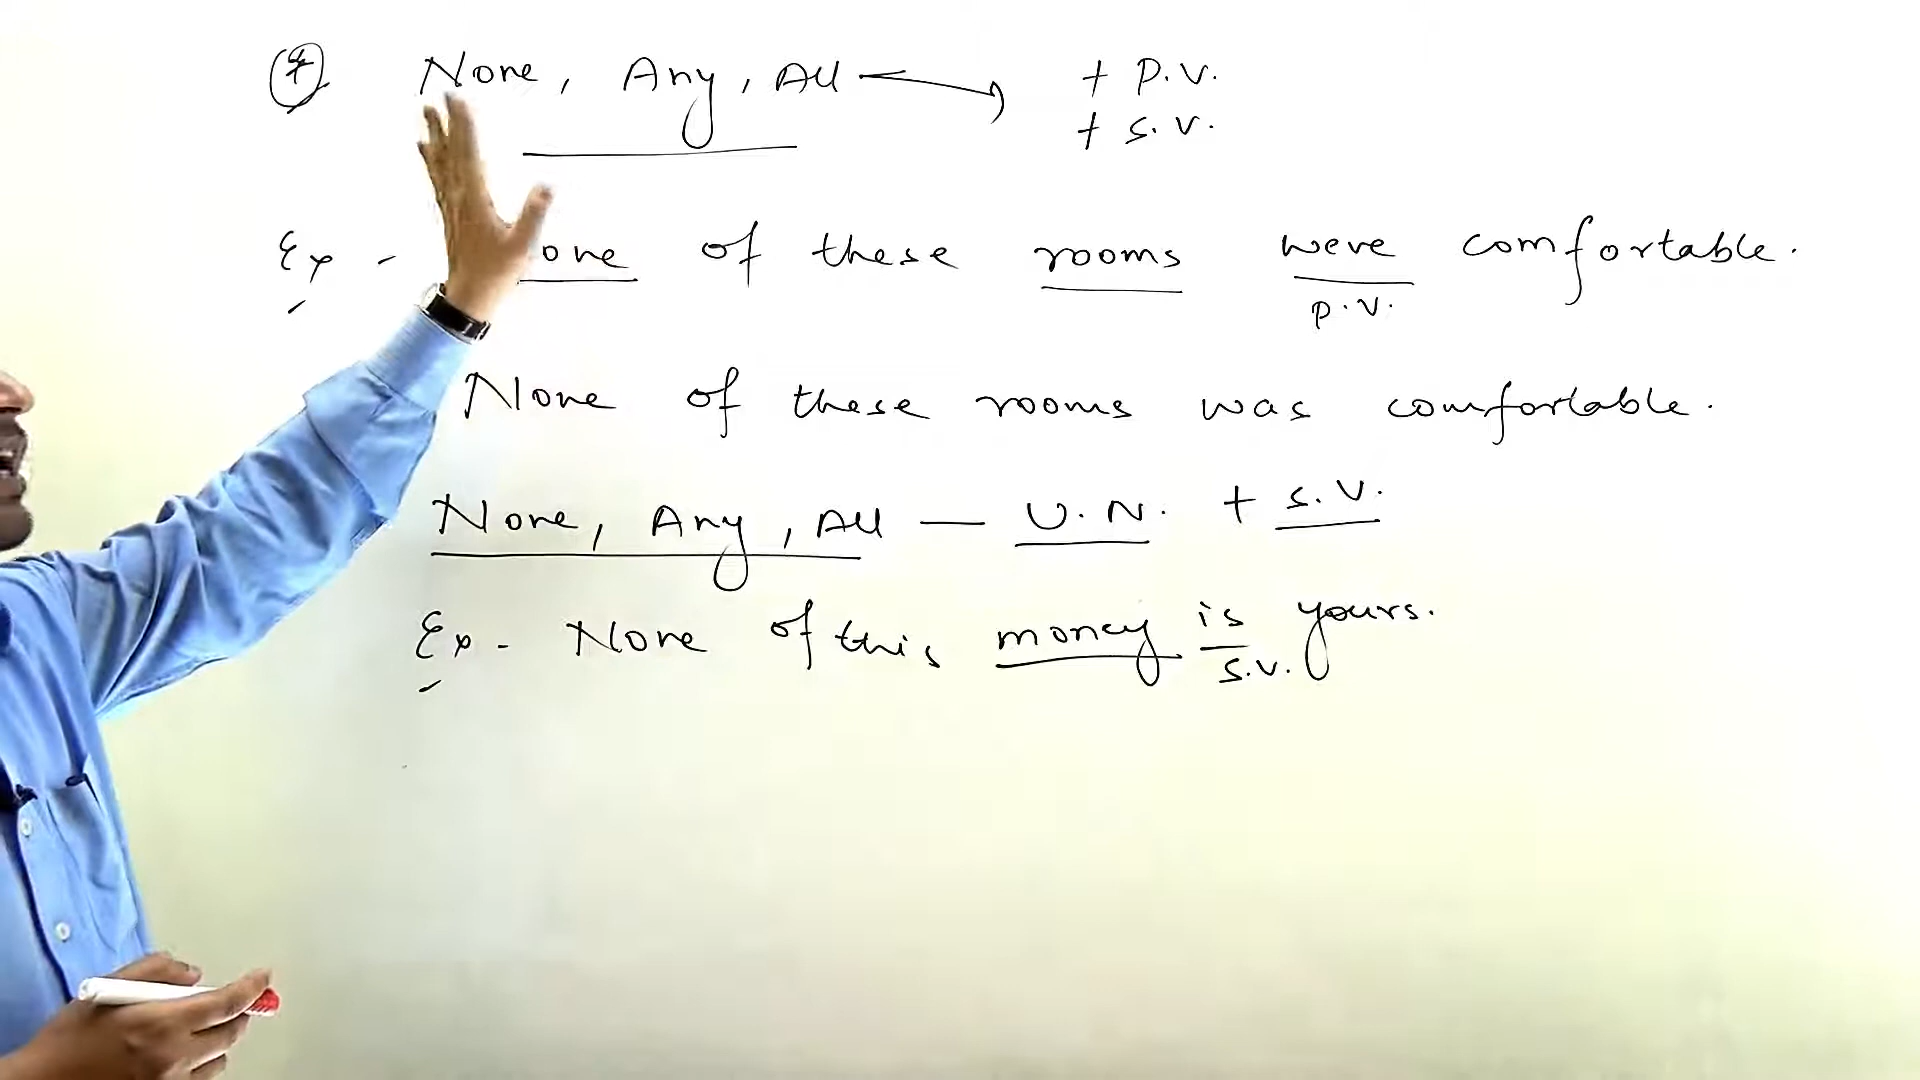 ④ None, Any, All → + P.V.
+ S.V.
Ex - one of these rooms were comfortable.
P.V.
None of these rooms was comfortable.
None, Any, All — U.N. + S.V.
Ex - None of this money is yours.
S.V.